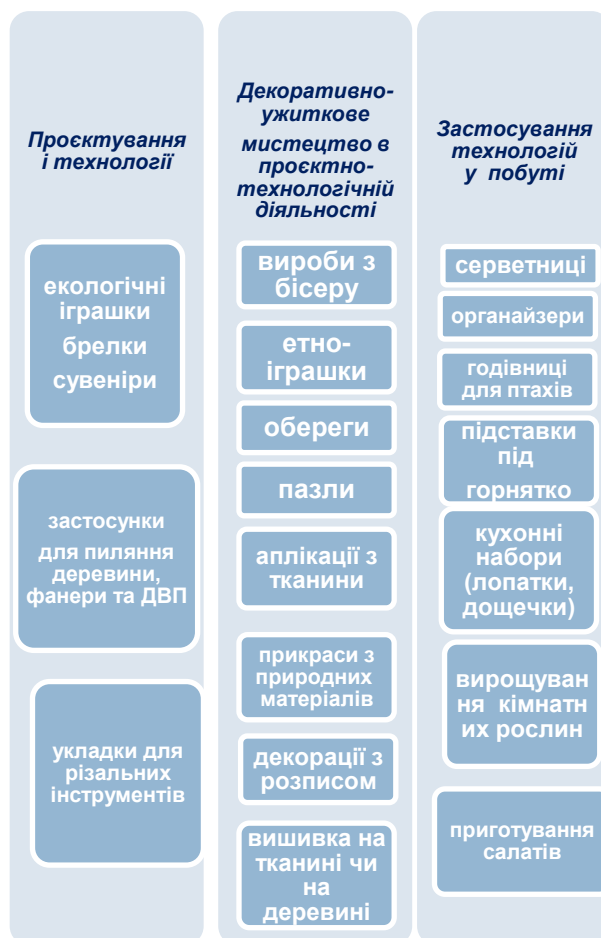 Проєктування
і технології
екологічні
іграшки
брелки
сувеніри
застосунки
для пиляння
деревини,
фанери та ДВП
укладки для
різальних
інструментів
Декоративно-
ужиткове
мистецтво в
проєктно-
технологічній
діяльності
вироби з
бісеру
етно-
іграшки
обереги
пазли
аплікації з
тканини
прикраси з
природних
матеріалів
декорації з
розписом
вишивка на
тканині чи
на
деревині
Застосування
технологій
у побуті
серветниці
органайзери
годівниці
для птахів
підставки
під
горнятко
кухонні
набори
(лопатки,
дощечки)
вирощуван
ня кімнатн
их рослин
приготування
салатів